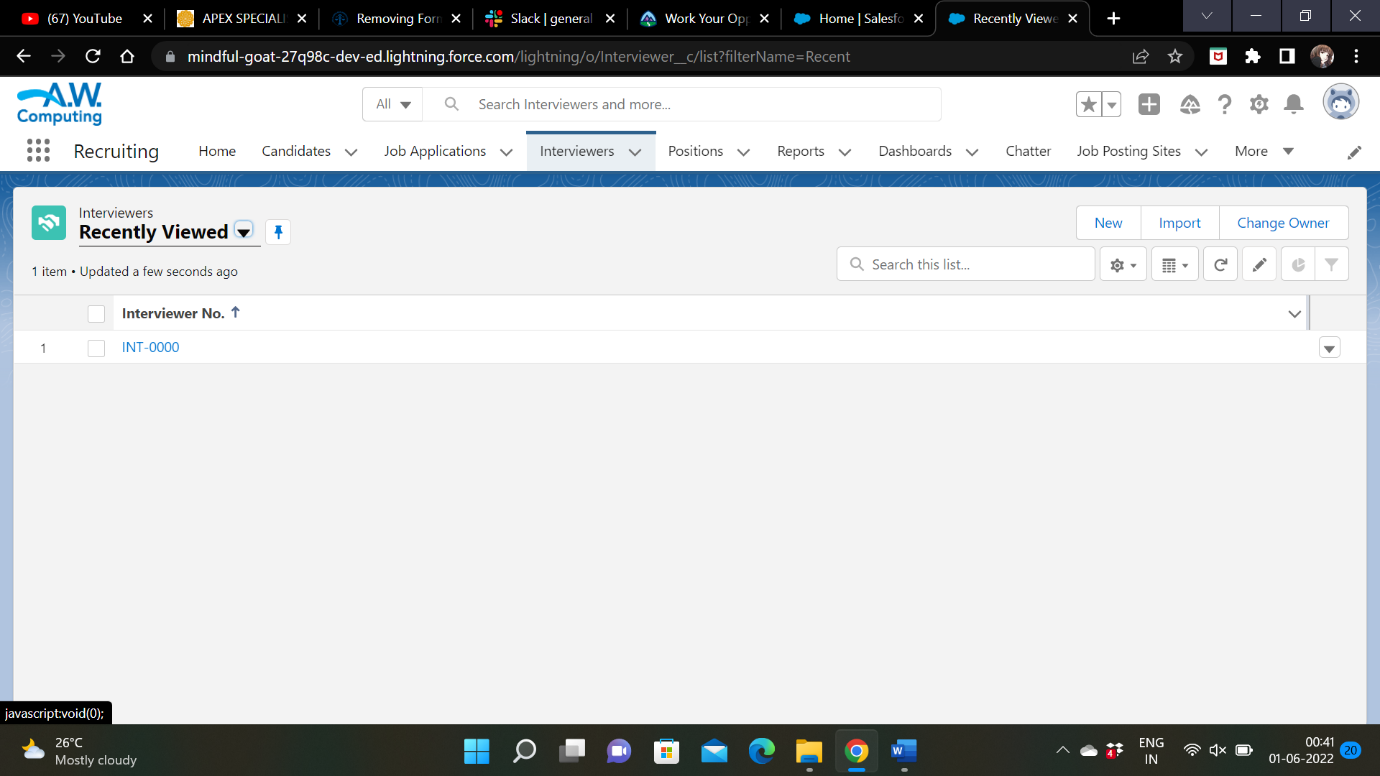 (67) YouTube
APEX SPECIALI
Removing Form
Slack | general
Work Your Opp
Home | Salesfo
Recently Viewe
mindful-goat-27q98c-dev-ed.lightning.force.com/lightning/o/Interviewer__c/list?filterName=Recent
A.W.
Computing
All
Search Interviewers and more...
Recruiting
Home
Candidates
Job Applications
Interviewers
Positions
Reports
Dashboards
Chatter
Job Posting Sites
More
Interviewers
Recently Viewed
New
Import
Change Owner
1 item • Updated a few seconds ago
Search this list...
Interviewer No. ↑
1
INT-0000
javascript:void(0);
26°C
Mostly cloudy
4
ENG
IN
00:41
01-06-2022
20